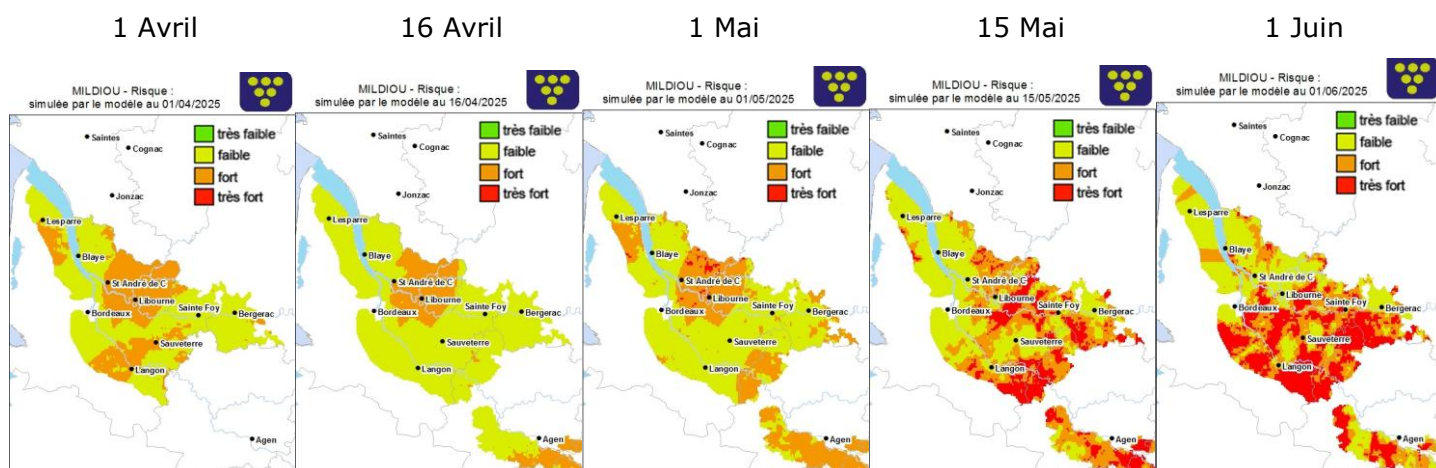 1 Avril
16 Avril
1 Mai
15 Mai
1 Juin
MILDIOU - Risque :
simulée par le modèle au 01/04/2025
très faible
faible
fort
très fort
Saintes
Cognac
Jonzac
Lesparre
Blaye
St André de C
Libourne
Sainte Foy
Bordeaux
Bergerac
Sauveterre
Langon
Agen
MILDIOU - Risque :
simulée par le modèle au 16/04/2025
très faible
faible
fort
très fort
Saintes
Cognac
Jonzac
Lesparre
Blaye
St André de C
Libourne
Sainte Foy
Bordeaux
Bergerac
Sauveterre
Langon
Agen
MILDIOU - Risque :
simulée par le modèle au 01/05/2025
très faible
faible
fort
très fort
Saintes
Cognac
Jonzac
Lesparre
Blaye
St André de C
Libourne
Sainte Foy
Bordeaux
Bergerac
Sauveterre
Langon
Agen
MILDIOU - Risque :
simulée par le modèle au 15/05/2025
très faible
faible
fort
très fort
Saintes
Cognac
Jonzac
Lesparre
Blaye
St André de C
Libourne
Sainte Foy
Bordeaux
Bergerac
Sauveterre
Langon
Agen
MILDIOU - Risque :
simulée par le modèle au 01/06/2025
très faible
faible
fort
très fort
Saintes
Cognac
Jonzac
Lesparre
Blaye
St André de C
Libourne
Sainte Foy
Bordeaux
Bergerac
Sauveterre
Langon
Agen